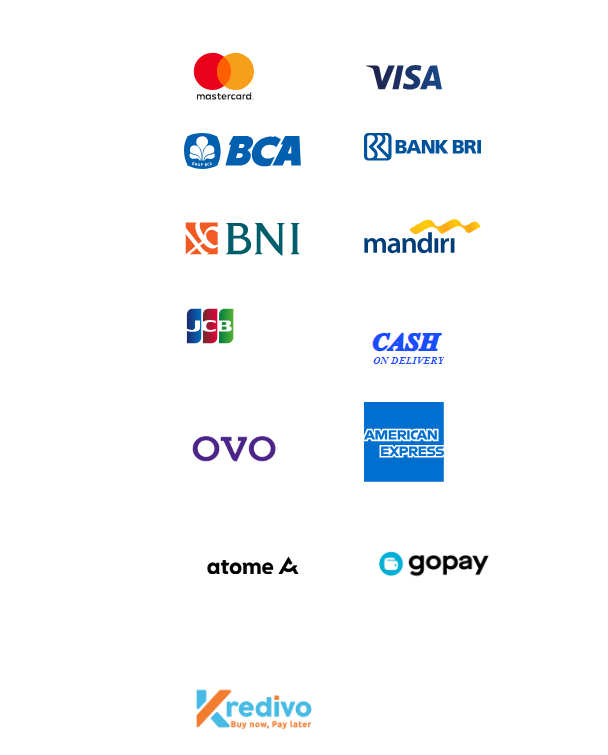 mastercard.
VISA
BCA
BANK BRI
BNI
mandiri
JCB
CASH
ON DELIVERY
OVO
AMERICAN
EXPRESS
atome
gopay
Kredivo
Buy now, Pay later